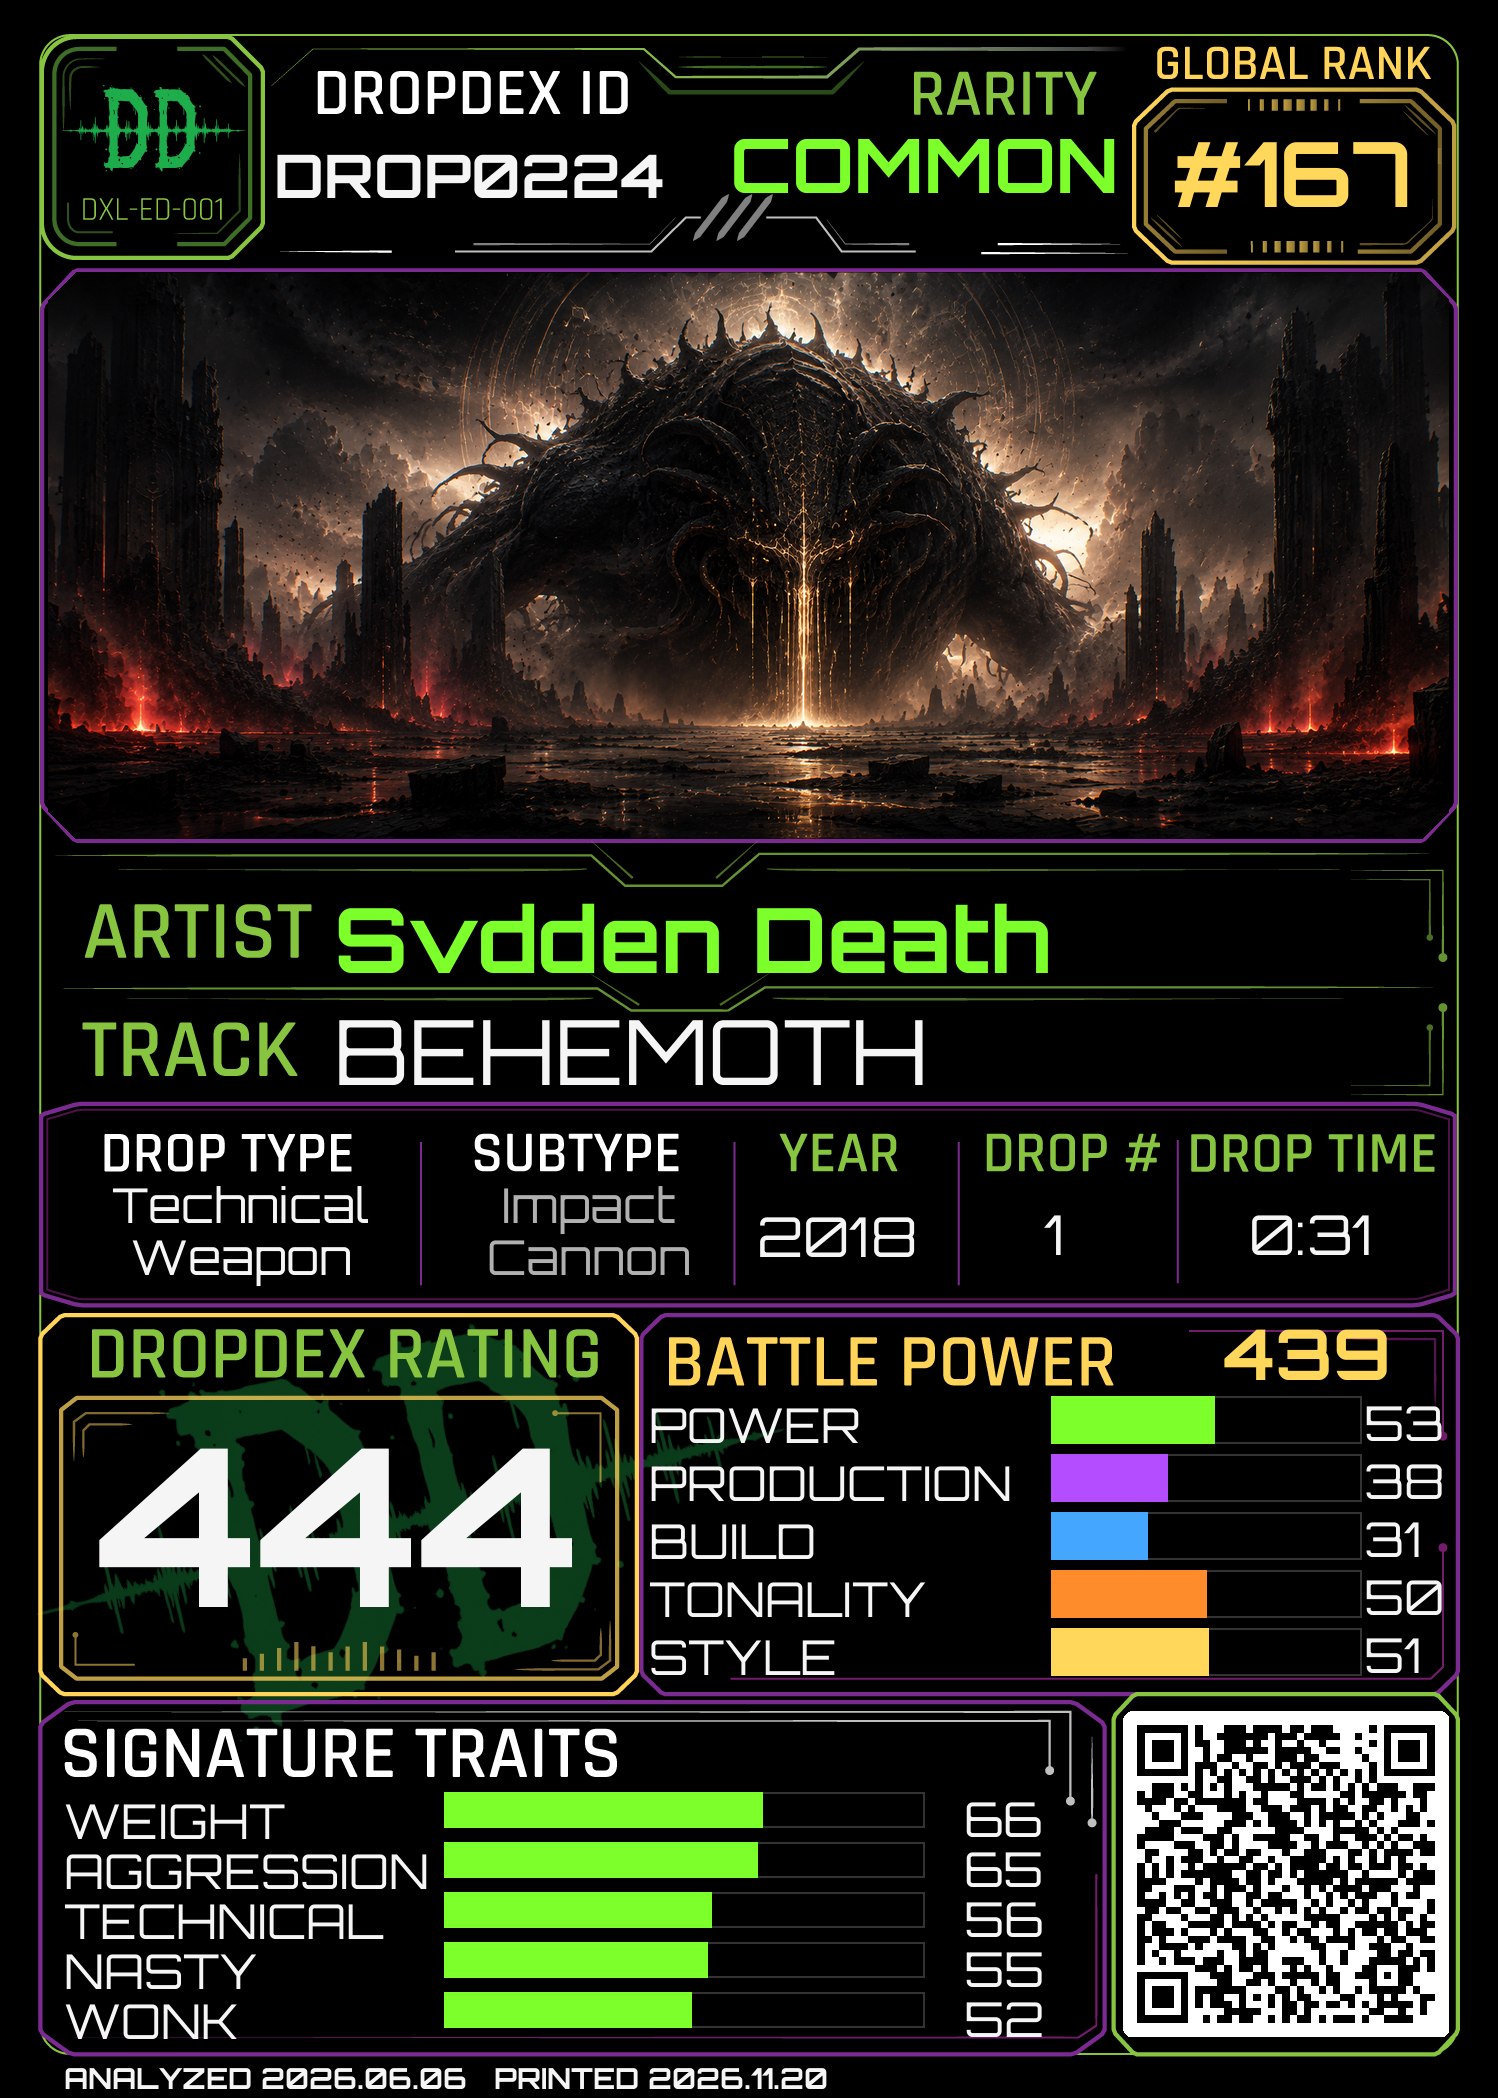 DD
DXL-ED-001
DROPDEX ID
DROP0224
RARITY
COMMON
GLOBAL RANK
#167
ARTIST Svdden Death
TRACK BEHEMOTH
DROP TYPE
Technical
Weapon
SUBTYPE
Impact
Cannon
YEAR
2018
DROP #
1
DROP TIME
0:31
DROPDEX RATING
444
BATTLE POWER 439
POWER 53
PRODUCTION 38
BUILD 31
TONALITY 50
STYLE 51
SIGNATURE TRAITS
WEIGHT 66
AGGRESSION 65
TECHNICAL 56
NASTY 55
WONK 52
ANALYZED 2026.06.06 PRINTED 2026.11.20